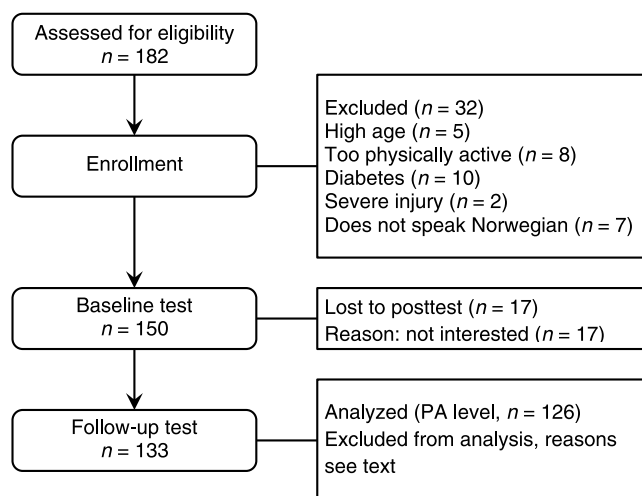 Assessed for eligibility
n = 182
Excluded (n = 32)
High age (n = 5)
Too physically active (n = 8)
Diabetes (n = 10)
Severe injury (n = 2)
Does not speak Norwegian (n = 7)
Enrollment
Baseline test
n = 150
Lost to posttest (n = 17)
Reason: not interested (n = 17)
Follow-up test
n = 133
Analyzed (PA level, n = 126)
Excluded from analysis, reasons
see text